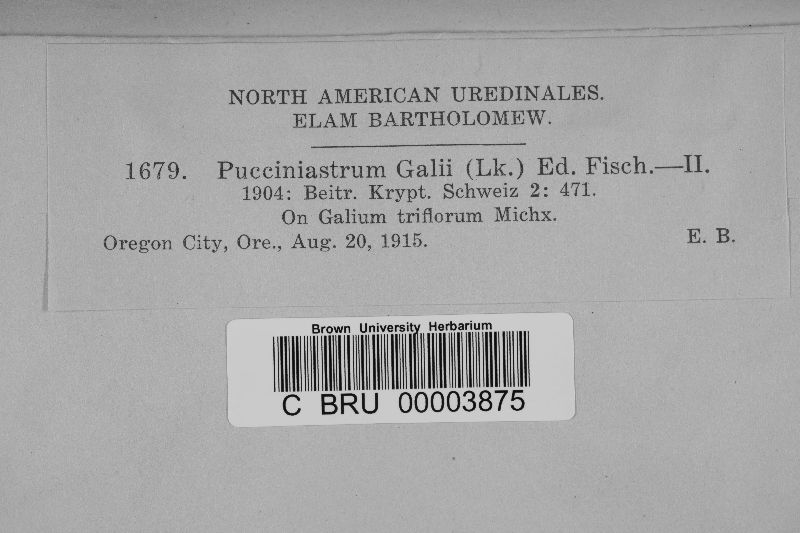 NORTH AMERICAN UREDINALES.
ELAM BARTHOLOMEW.
1679. Pucciniastrum Galii (Lk.) Ed. Fisch.—II.
1904: Beitr. Krypt. Schweiz 2: 471.
On Galium triflorum Michx.
Oregon City, Ore., Aug. 20, 1915. E. B.
Brown University Herbarium
C BRU 00003875